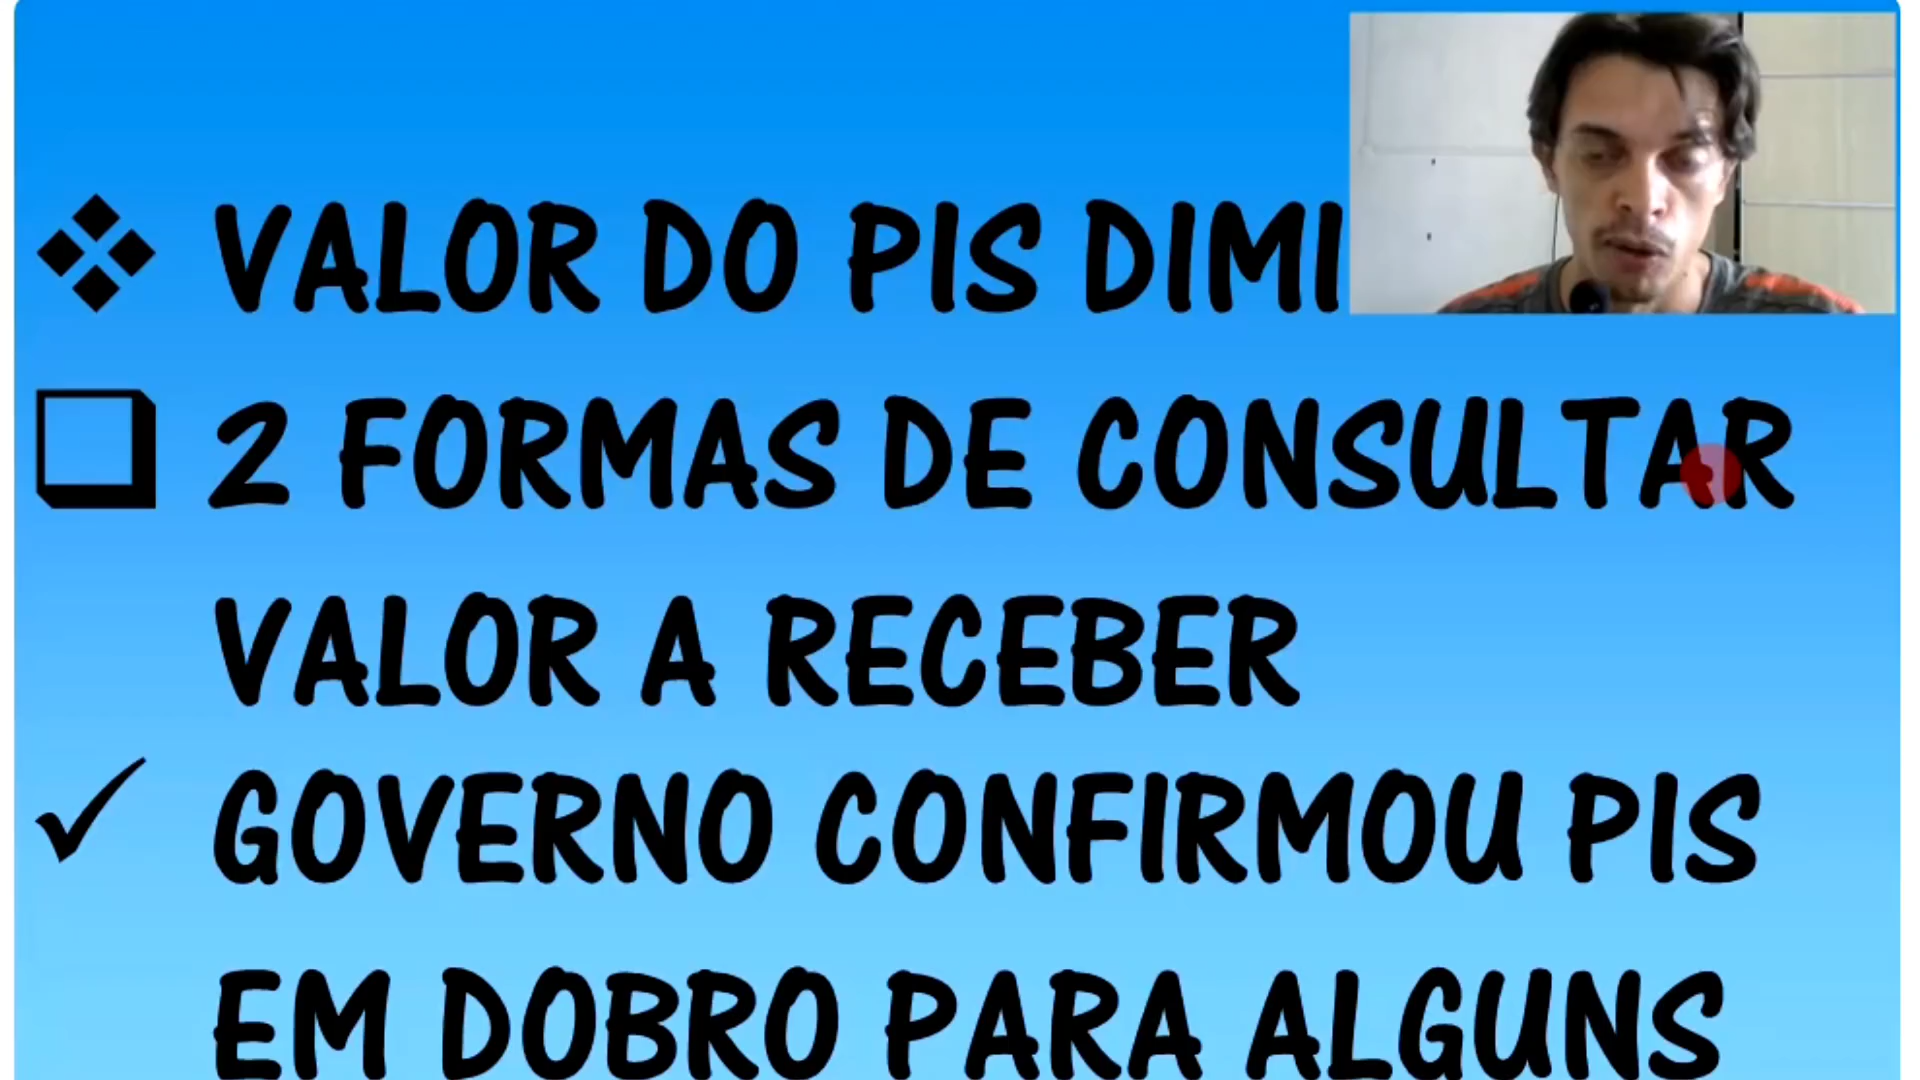 VALOR DO PIS DIMI
2 FORMAS DE CONSULTAR
VALOR A RECEBER
GOVERNO CONFIRMOU PIS
EM DOBRO PARA ALGUNS